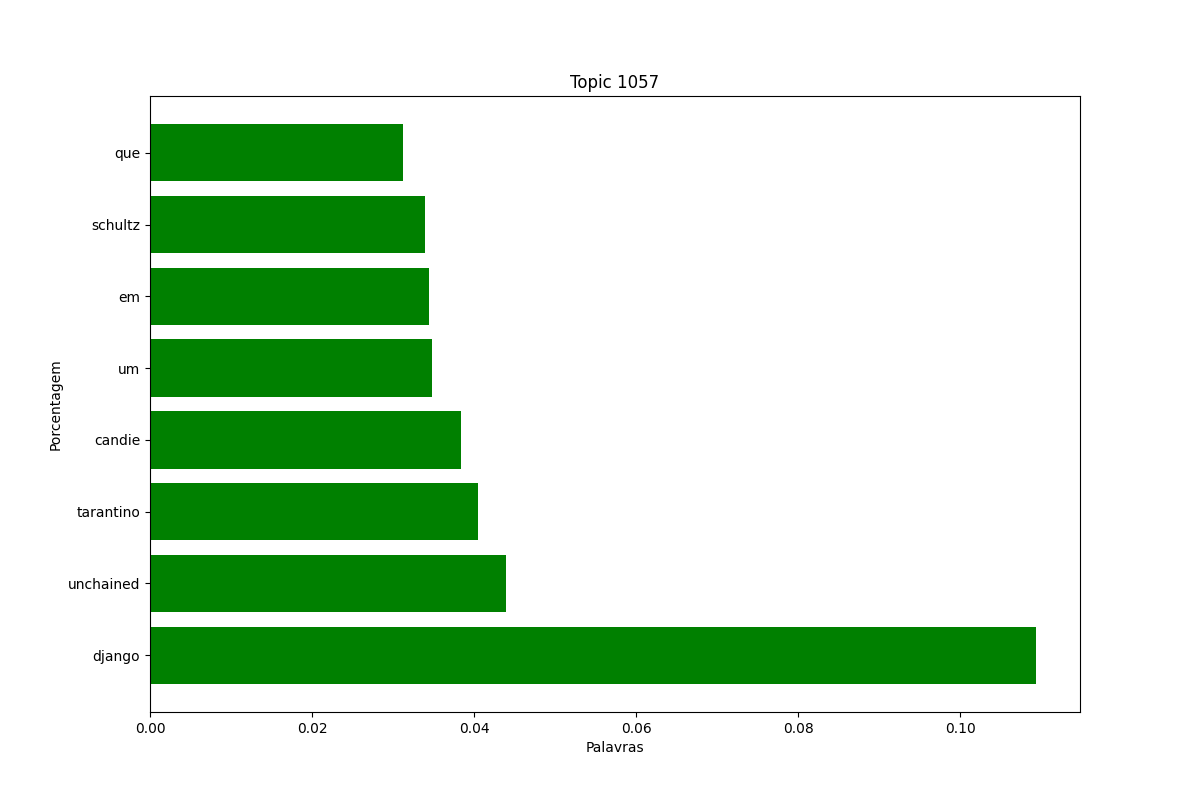 Topic 1057
que
schultz
em
um
candie
tarantino
unchained
django
Porcentagem
0.00 0.02 0.04 0.06 0.08 0.10
Palavras